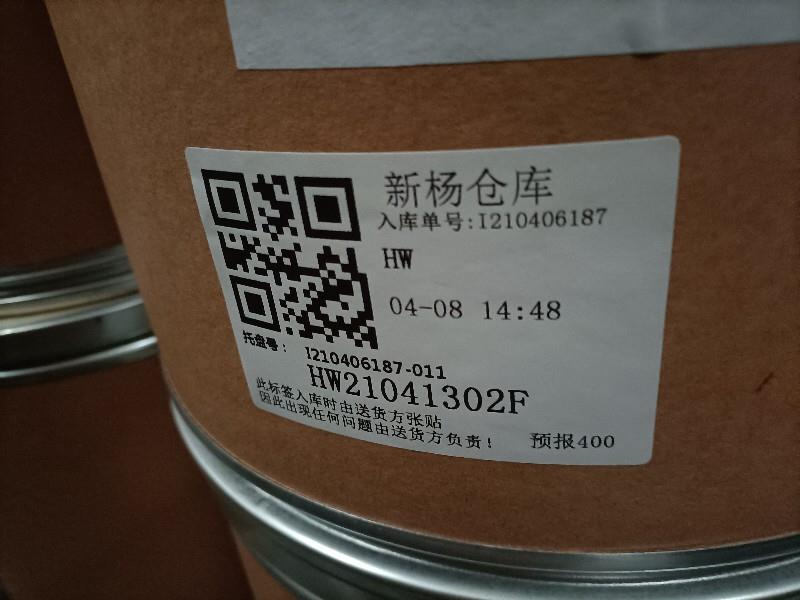 新杨仓库
入库单号:I210406187
HW
04-08 14:48
托盘号: I210406187-011
HW21041302F
此标签入库时由送货方张贴
因此出现任何问题由送货方负责!
预报400